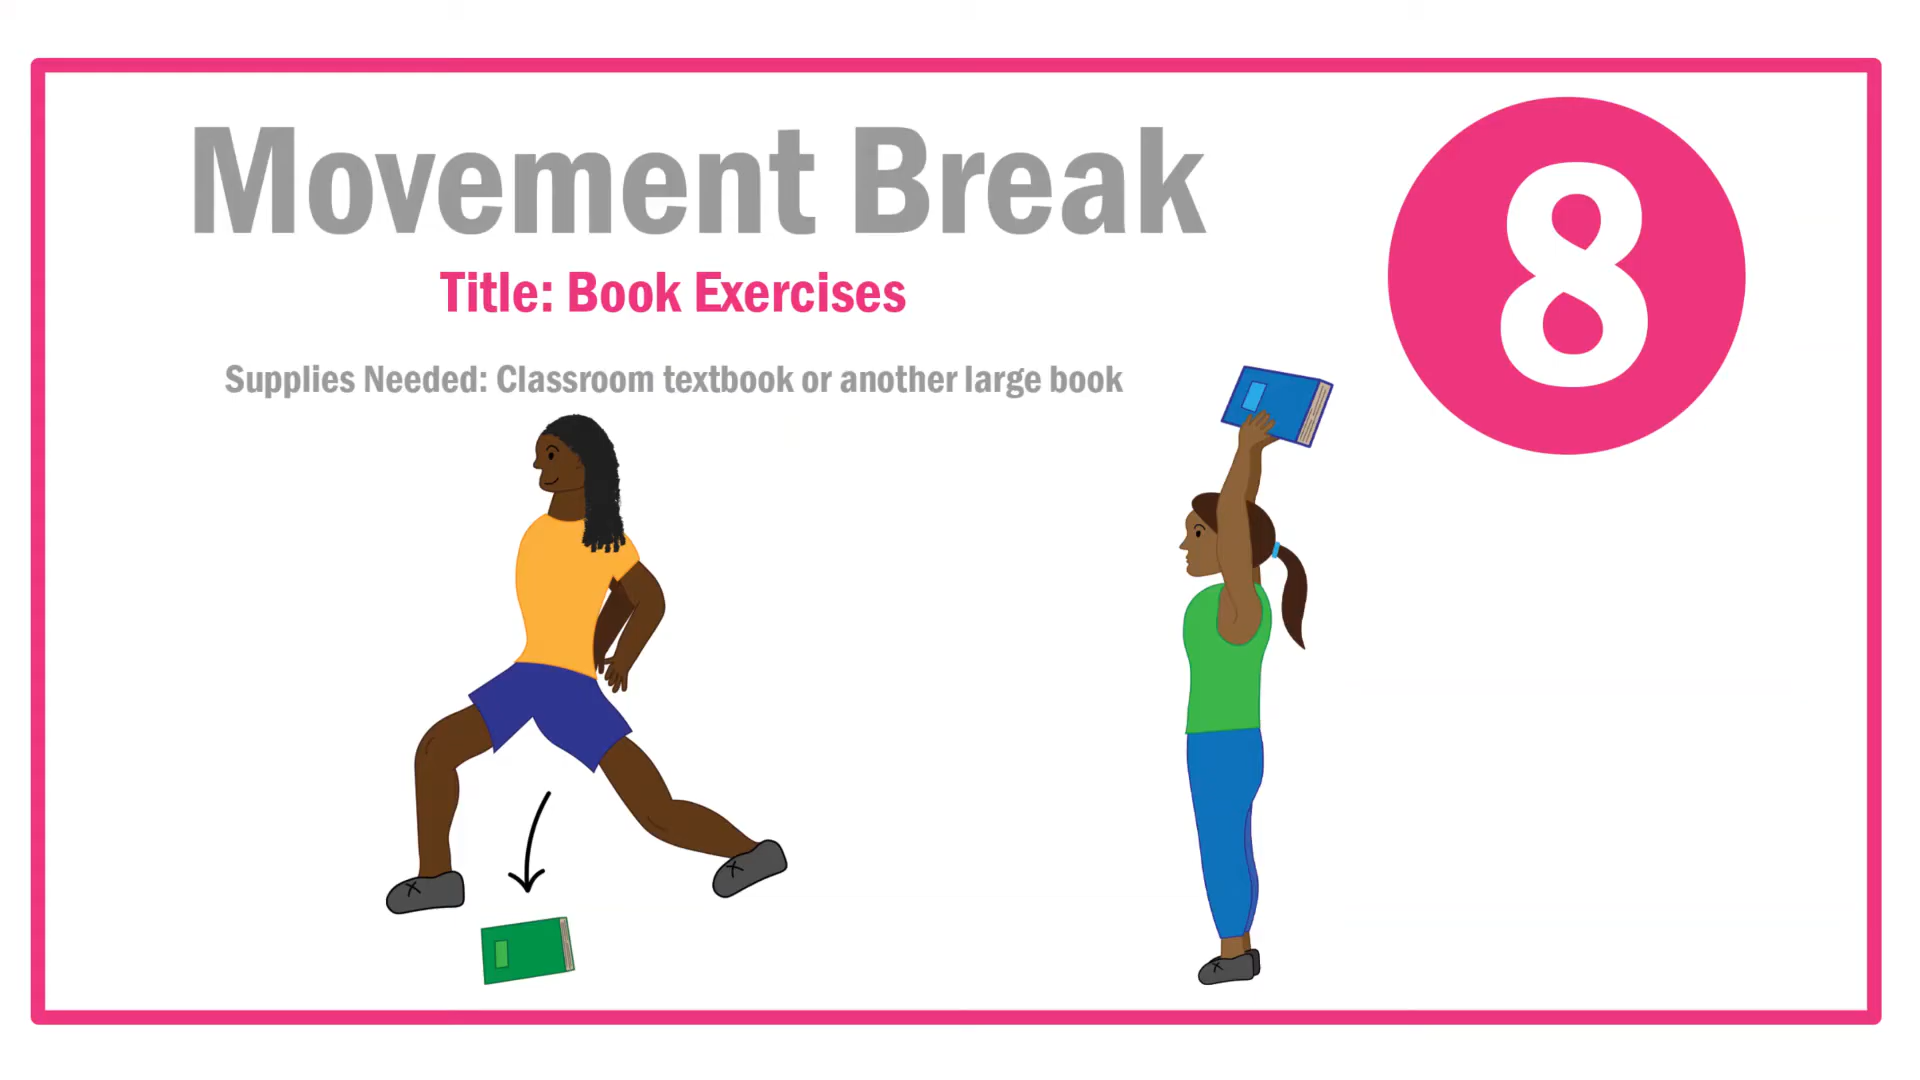 Movement Break
8
Title: Book Exercises
Supplies Needed: Classroom textbook or another large book